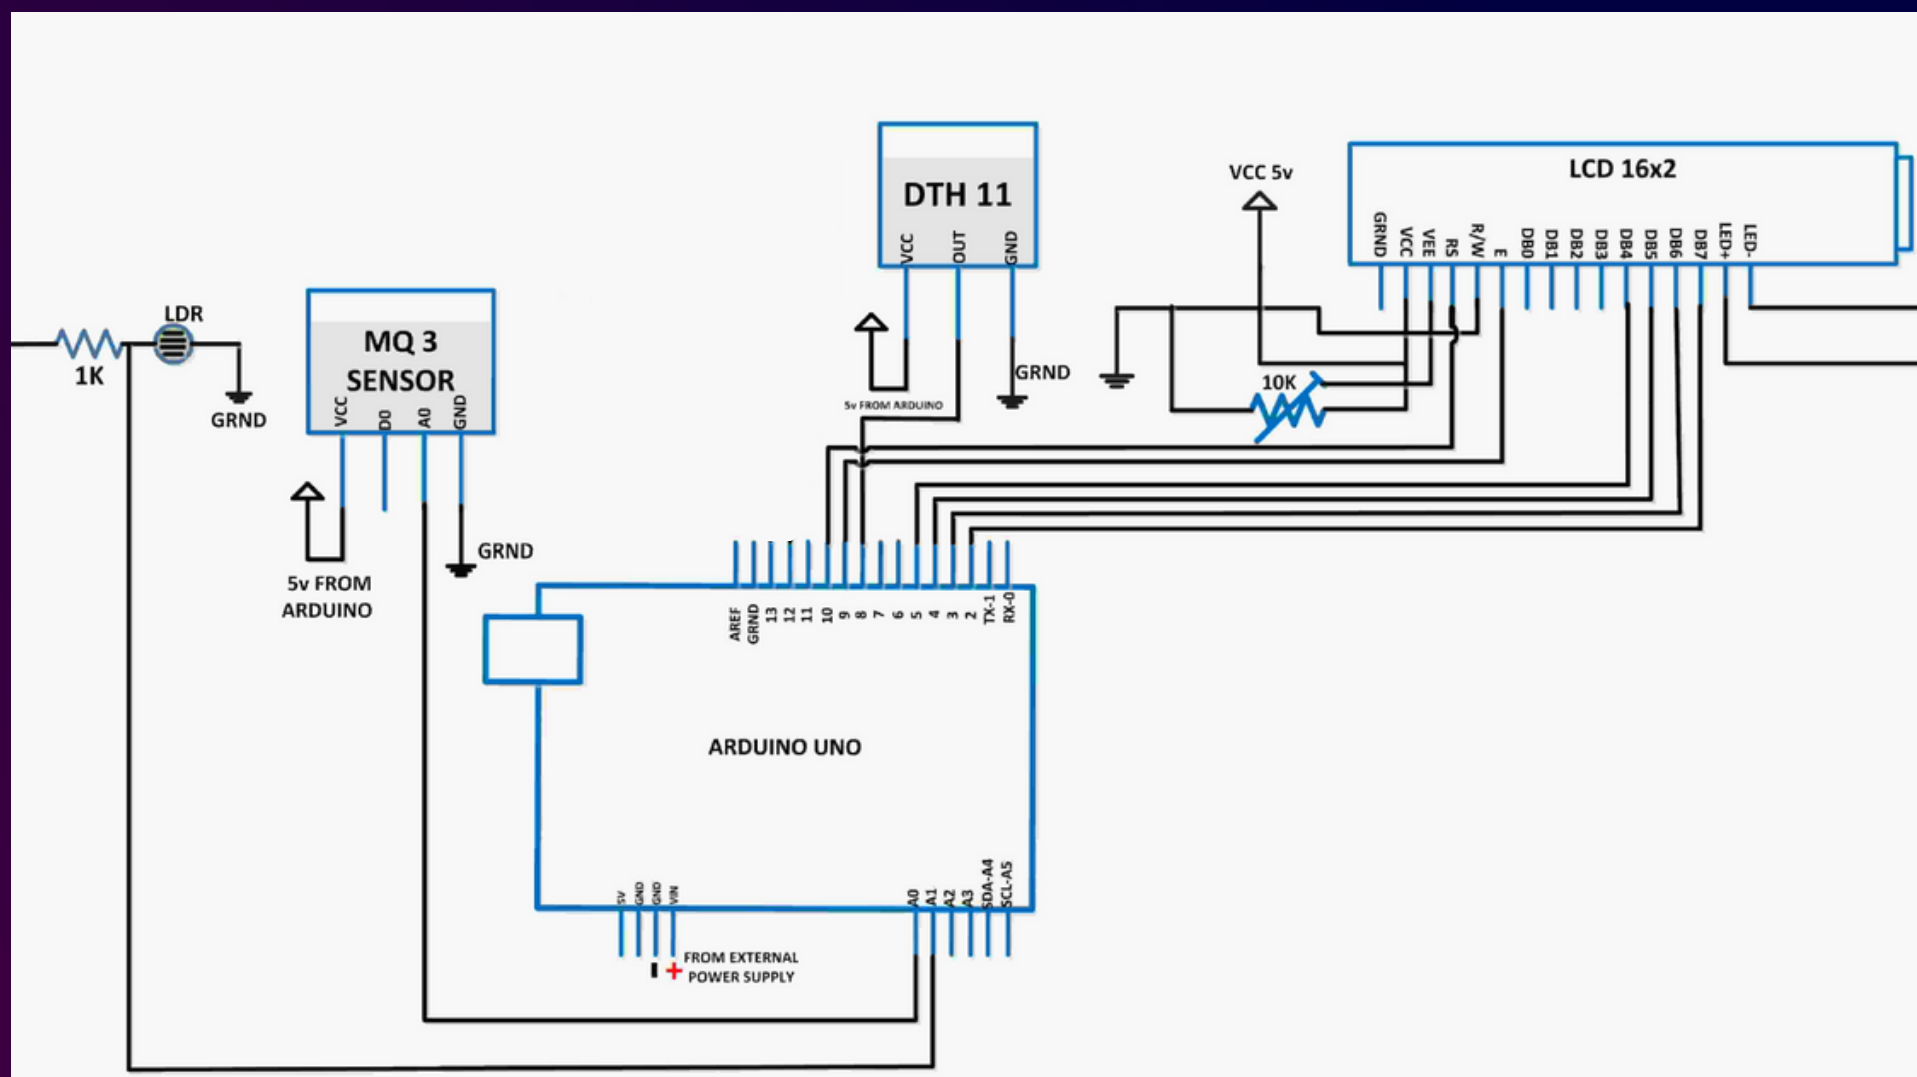 LDR
1K
GRND
MQ 3
SENSOR
VCC
D0
A0
GND
5v FROM
ARDUINO
GRND
DTH 11
VCC
OUT
GND
5v FROM ARDUINO
GRND
VCC 5v
10K
LCD 16x2
GRND
VCC
VEE
RS
R/W
E
DB0
DB1
DB2
DB3
DB4
DB5
DB6
DB7
LED+
LED-
AREF
GRND
13
12
11
10
9
8
7
6
5
4
3
2
TX-1
RX-0
ARDUINO UNO
5V
GND
GND
VIN
A0
A1
A2
A3
SDA-A4
SCL-A5
- +
FROM EXTERNAL
POWER SUPPLY